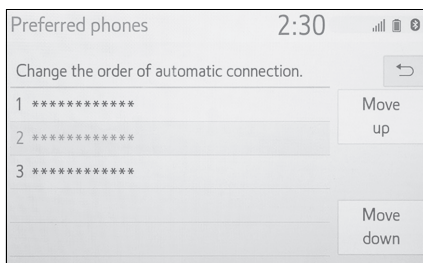 Preferred phones 2:30
Change the order of automatic connection.
1 ************
2 ************
3 ************
Move
up
Move
down